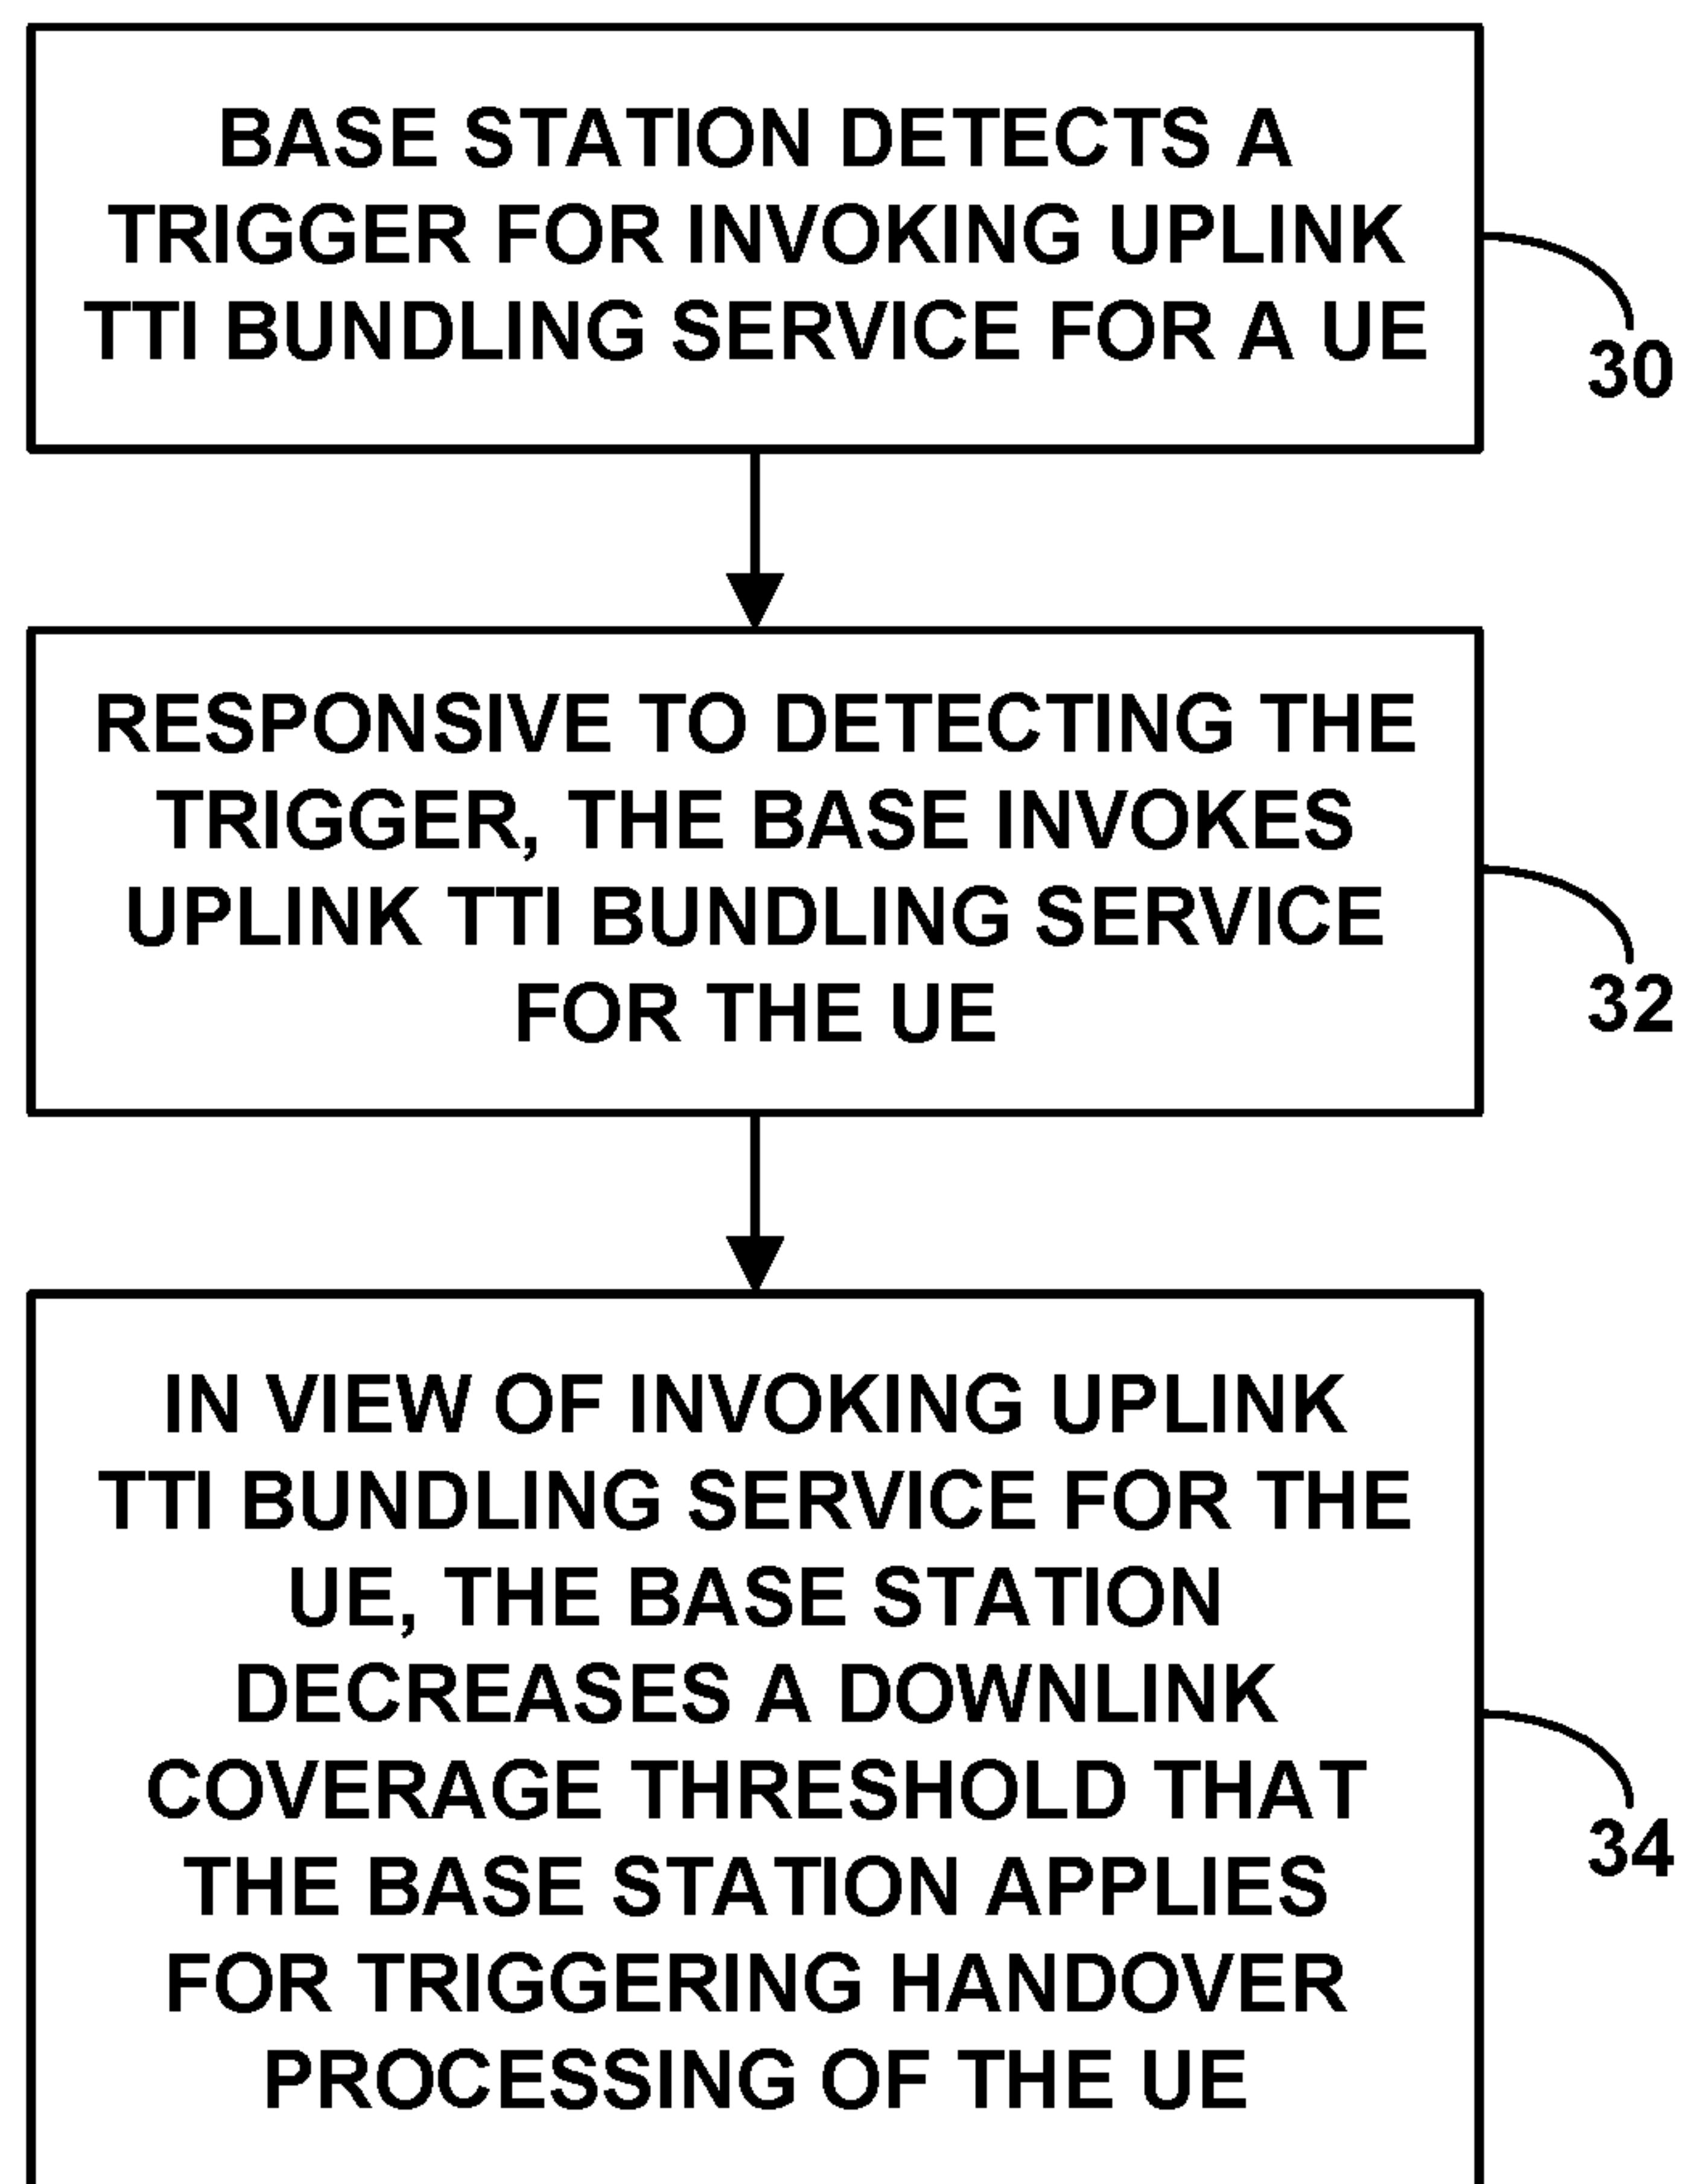 BASE STATION DETECTS A
TRIGGER FOR INVOKING UPLINK
TTI BUNDLING SERVICE FOR A UE
30
RESPONSIVE TO DETECTING THE
TRIGGER, THE BASE INVOKES
UPLINK TTI BUNDLING SERVICE
FOR THE UE
32
IN VIEW OF INVOKING UPLINK
TTI BUNDLING SERVICE FOR THE
UE, THE BASE STATION
DECREASES A DOWNLINK
COVERAGE THRESHOLD THAT
THE BASE STATION APPLIES
FOR TRIGGERING HANDOVER
PROCESSING OF THE UE
34